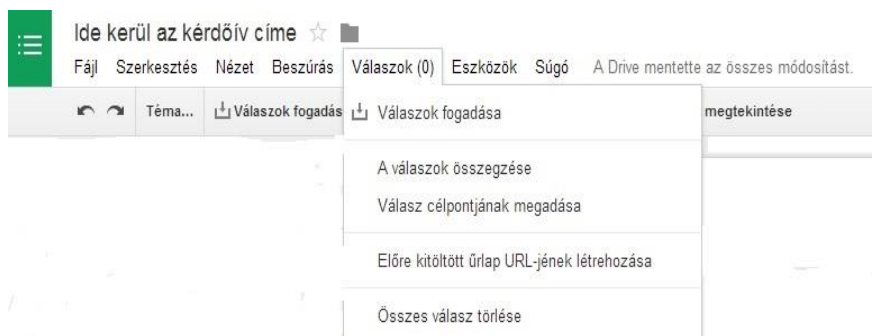 Ide kerül az kérdőív címe
Fájl Szerkesztés Nézet Beszúrás Válaszok (0) Eszközök Súgó A Drive mentette az összes módosítást.
Téma... Válaszok fogadás megtekintése
Válaszok fogadása
A válaszok összegzése
Válasz célpontjának megadása
Előre kitöltött űrlap URL-jének létrehozása
Összes válasz törlése